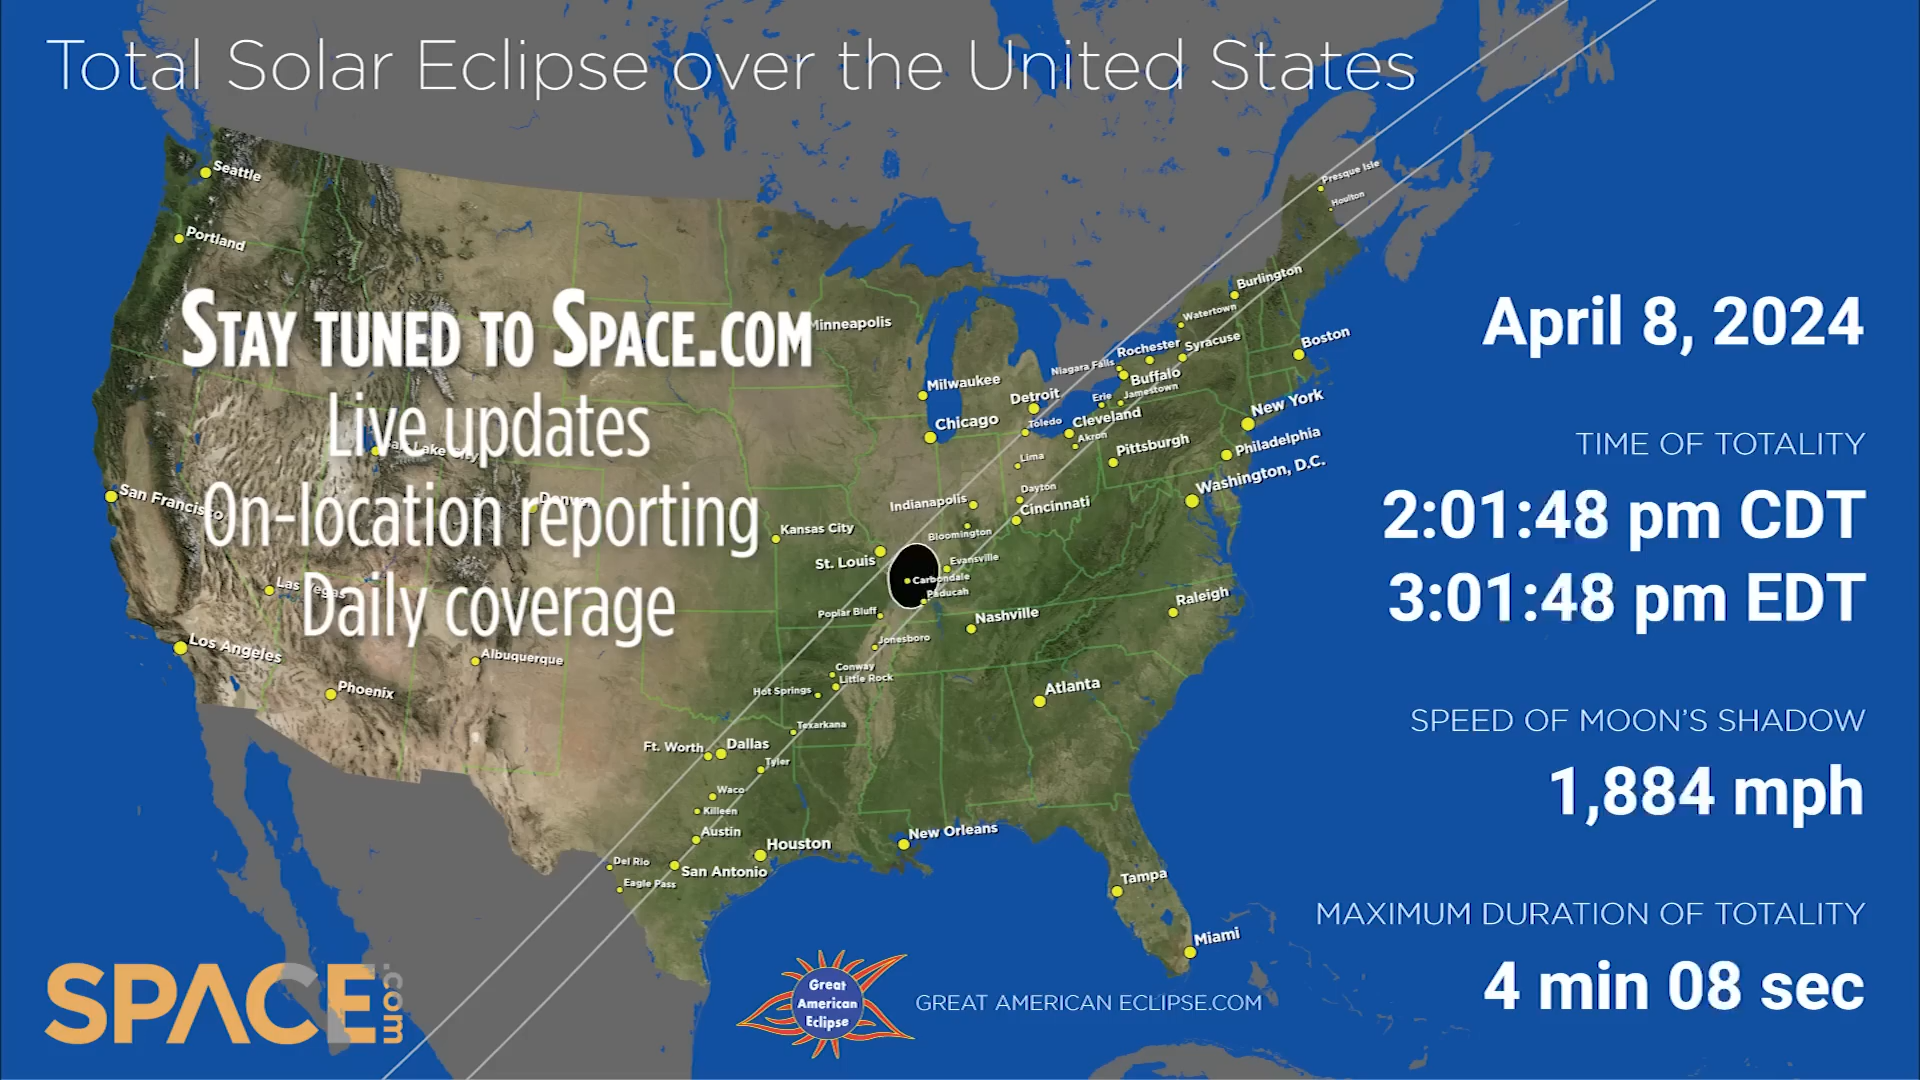 Total Solar Eclipse over the United States
Seattle
Portland
San Francisco
Los Angeles
Las Vegas
Phoenix
Salt Lake City
Denver
Albuquerque
STAY TUNED TO SPACE.COM
Live updates
On-location reporting
Daily coverage
Minneapolis
Milwaukee
Chicago
Detroit
Toledo
Lima
Dayton
Cincinnati
Indianapolis
Bloomington
Evansville
Carbondale
Paducah
Kansas City
St. Louis
Poplar Bluff
Jonesboro
Nashville
Conway
Little Rock
Hot Springs
Texarkana
Ft. Worth
Dallas
Tyler
Waco
Killeen
Austin
Houston
San Antonio
Del Rio
Eagle Pass
New Orleans
Atlanta
Raleigh
Tampa
Miami
Presque Isle
Houlton
Burlington
Watertown
Rochester
Syracuse
Niagara Falls
Buffalo
Jamestown
Erie
Cleveland
Akron
Pittsburgh
Boston
New York
Philadelphia
Washington, D.C.
April 8, 2024
TIME OF TOTALITY
2:01:48 pm CDT
3:01:48 pm EDT
SPEED OF MOON'S SHADOW
1,884 mph
MAXIMUM DURATION OF TOTALITY
4 min 08 sec
SPACE.com
Great
American
Eclipse
GREAT AMERICAN ECLIPSE.COM